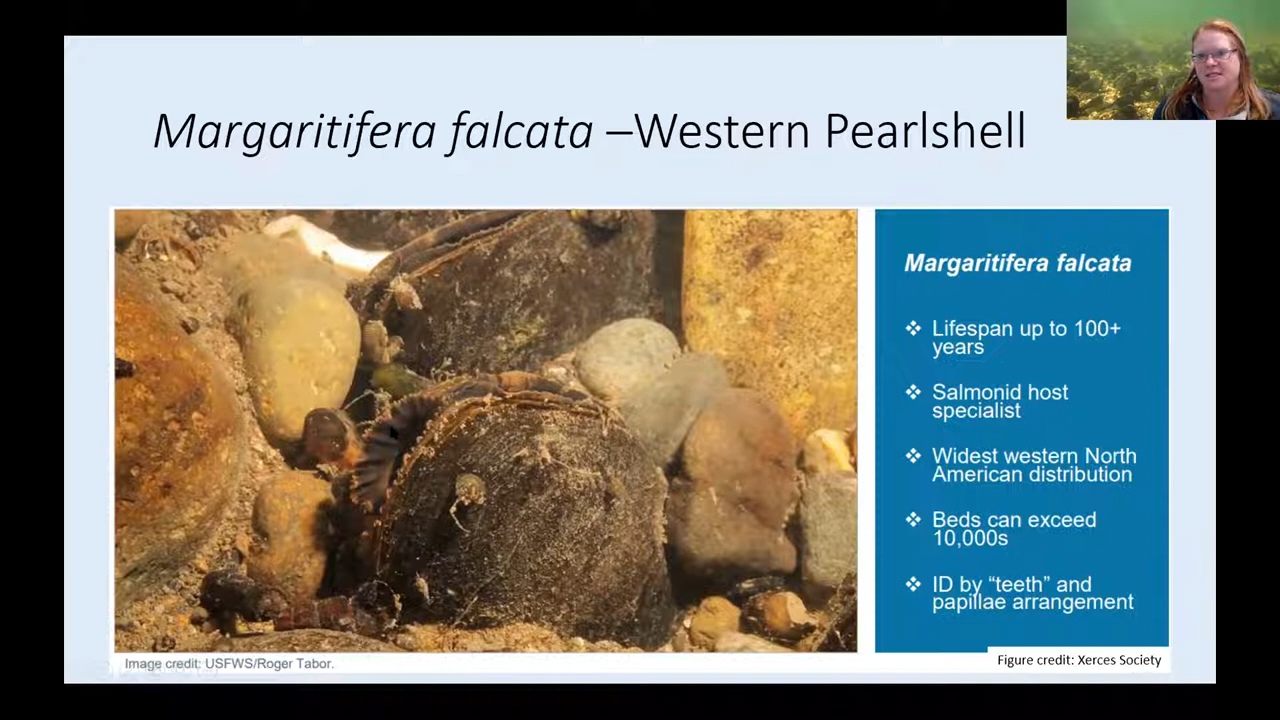 Margaritifera falcata –Western Pearlshell
Margaritifera falcata
❖ Lifespan up to 100+
years
❖ Salmonid host
specialist
❖ Widest western North
American distribution
❖ Beds can exceed
10,000s
❖ ID by “teeth” and
papillae arrangement
Image credit: USFWS/Roger Tabor.
Figure credit: Xerces Society